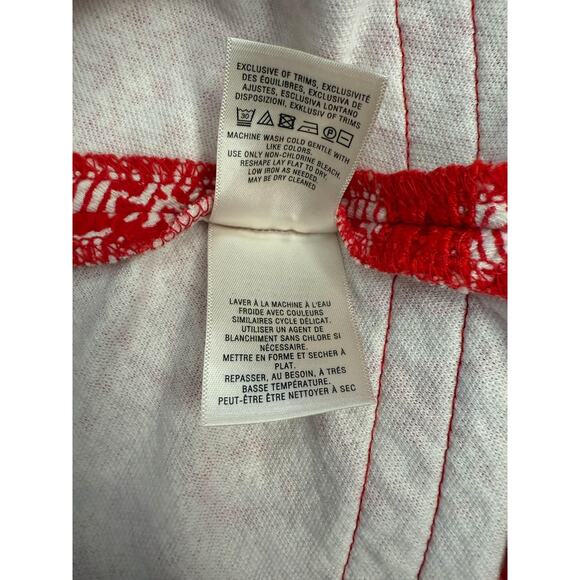 EXCLUSIVE OF TRIMS, EXCLUSIVITÉ
DES ÉQUILIBRES, EXCLUSIVA DE
AJUSTES, ESCLUSIVA LONTANO
DISPOSIZIONI, EXKLUSIV OF TRIMS
30 P
MACHINE WASH COLD GENTLE WITH
LIKE COLORS.
USE ONLY NON-CHLORINE BLEACH.
RESHAPE LAY FLAT TO DRY.
LOW IRON AS NEEDED.
MAY BE DRY CLEANED
LAVER À LA MACHINE À L'EAU
FROIDE AVEC COULEURS
SIMILAIRES CYCLE DÉLICAT.
UTILISER UN AGENT DE
BLANCHIMENT SANS CHLORE SI
NÉCESSAIRE.
METTRE EN FORME ET SECHER À
PLAT.
REPASSER, AU BESOIN, À TRÉS
BASSE TEMPÉRATURE.
PEUT-ÊTRE ÊTRE NETTOYÉ À SEC